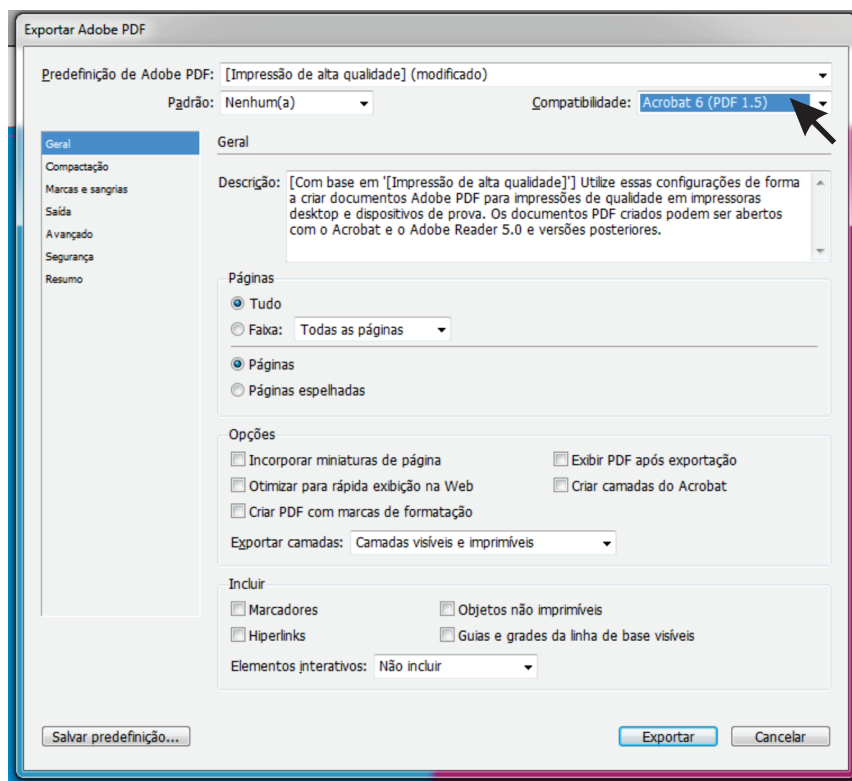 Exportar Adobe PDF
Predefinição de Adobe PDF: [Impressão de alta qualidade] (modificado)
Padrão: Nenhum(a) Compatibilidade: Acrobat 6 (PDF 1.5)
Geral
Compactação
Marcas e sangrias
Saída
Avançado
Segurança
Resumo
Geral
Descrição: [Com base em '[Impressão de alta qualidade]'] Utilize essas configurações de forma
a criar documentos Adobe PDF para impressões de qualidade em impressoras
desktop e dispositivos de prova. Os documentos PDF criados podem ser abertos
com o Acrobat e o Adobe Reader 5.0 e versões posteriores.
Páginas
Tudo
Faixa: Todas as páginas
Páginas
Páginas espelhadas
Opções
Incorporar miniaturas de página Exibir PDF após exportação
Otimizar para rápida exibição na Web Criar camadas do Acrobat
Criar PDF com marcas de formatação
Exportar camadas: Camadas visíveis e imprimíveis
Incluir
Marcadores Objetos não imprimíveis
Hiperlinks Guias e grades da linha de base visíveis
Elementos interativos: Não incluir
Salvar predefinição... Exportar Cancelar